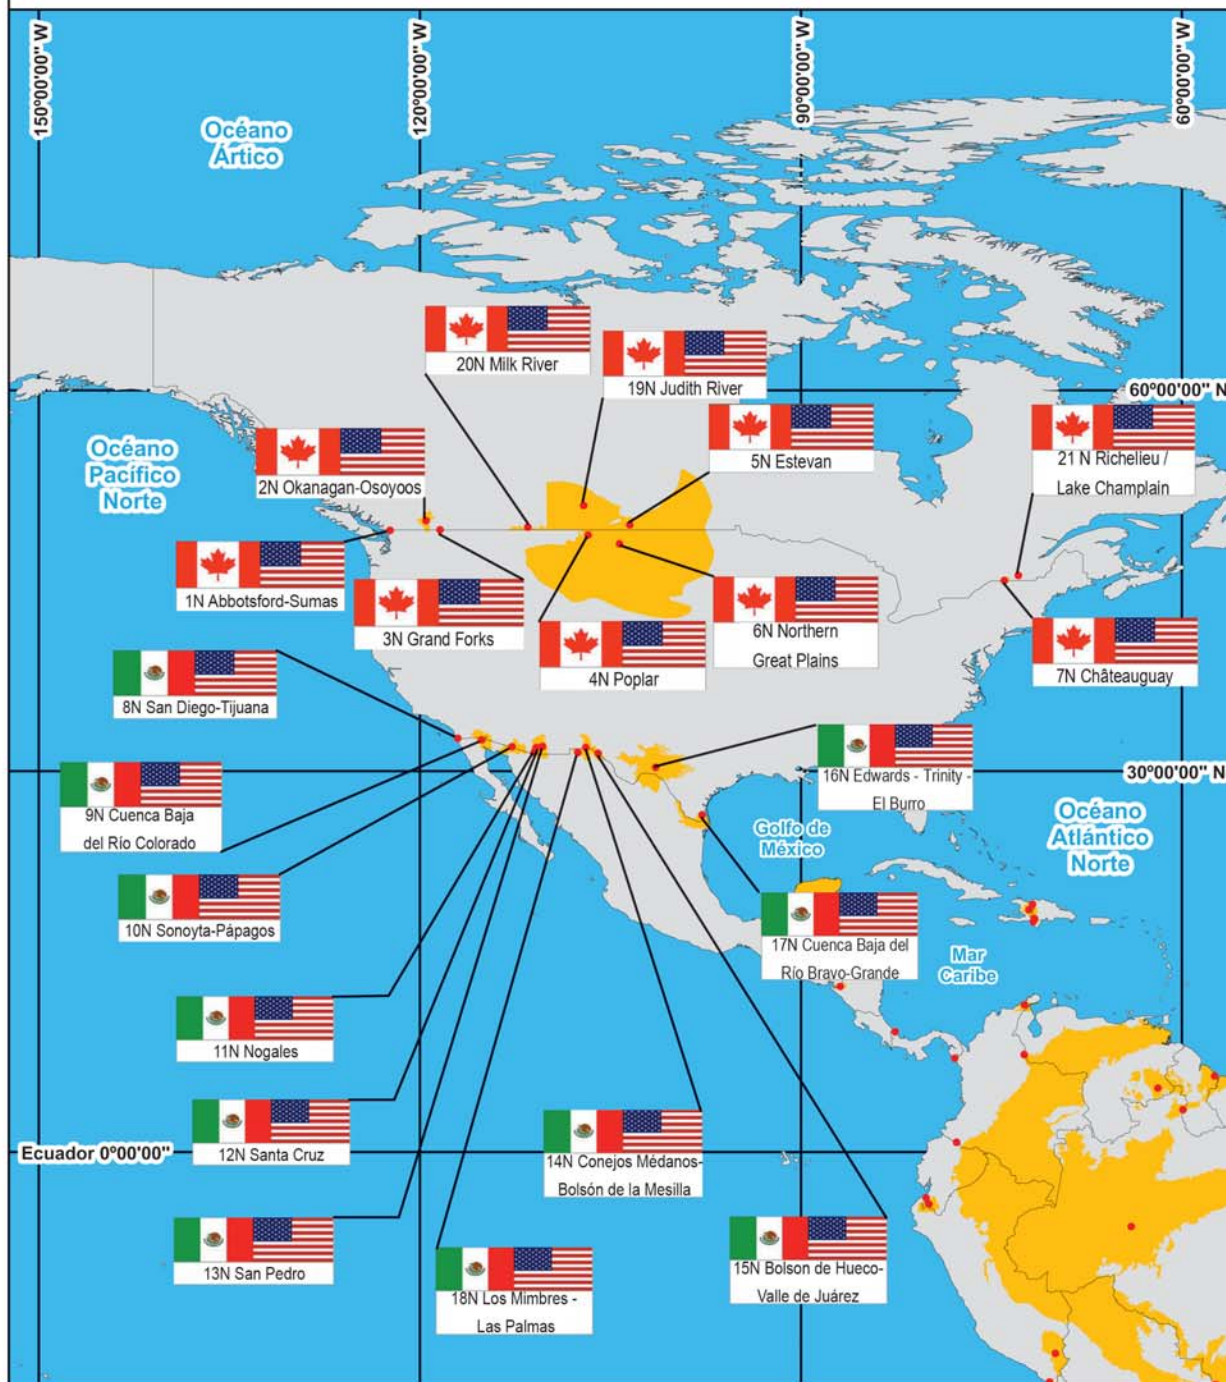 150º00'00" W
120º00'00" W
90º00'00" W
60º00'00" W
Océano
Ártico
20N Milk River
19N Judith River
60º00'00" N
5N Estevan
21 N Richelieu /
Lake Champlain
Océano
Pacífico
Norte
2N Okanagan-Osoyoos
1N Abbotsford-Sumas
3N Grand Forks
6N Northern
Great Plains
4N Poplar
7N Châteauguay
8N San Diego-Tijuana
16N Edwards - Trinity -
El Burro
30º00'00" N
9N Cuenca Baja
del Río Colorado
Golfo de
México
Océano
Atlántico
Norte
10N Sonoyta-Pápagos
17N Cuenca Baja del
Río Bravo-Grande
Mar
Caribe
11N Nogales
12N Santa Cruz
Ecuador 0º00'00"
14N Conejos Médanos-
Bolsón de la Mesilla
13N San Pedro
15N Bolson de Hueco-
Valle de Juárez
18N Los Mimbres -
Las Palmas